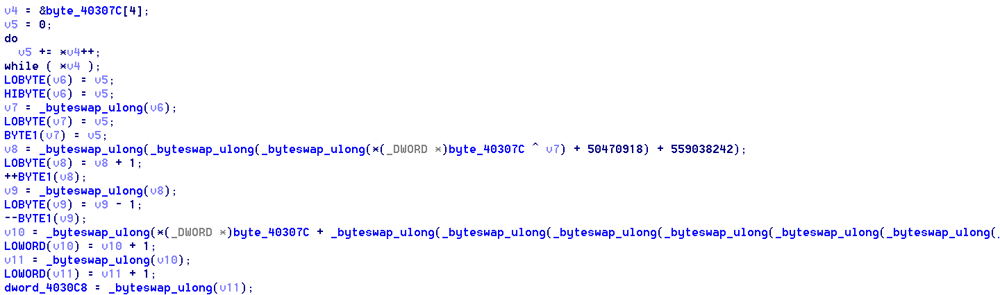 v4 = &byte_40307C[4];
v5 = 0;
do
v5 += *v4++;
while ( *v4 );
LOBYTE(v6) = v5;
HIBYTE(v6) = v5;
v7 = _byteswap_ulong(v6);
LOBYTE(v7) = v5;
BYTE1(v7) = v5;
v8 = _byteswap_ulong(_byteswap_ulong(_byteswap_ulong(*(_DWORD *)byte_40307C ^ v7) + 50470918) + 559038242);
LOBYTE(v8) = v8 + 1;
++BYTE1(v8);
v9 = _byteswap_ulong(v8);
LOBYTE(v9) = v9 - 1;
--BYTE1(v9);
v10 = _byteswap_ulong(*(_DWORD *)byte_40307C + _byteswap_ulong(_byteswap_ulong(_byteswap_ulong(_byteswap_ulong(_byteswap_ulong(_byteswap_ulong(_
LOWORD(v10) = v10 + 1;
v11 = _byteswap_ulong(v10);
LOWORD(v11) = v11 + 1;
dword_4030C8 = _byteswap_ulong(v11);